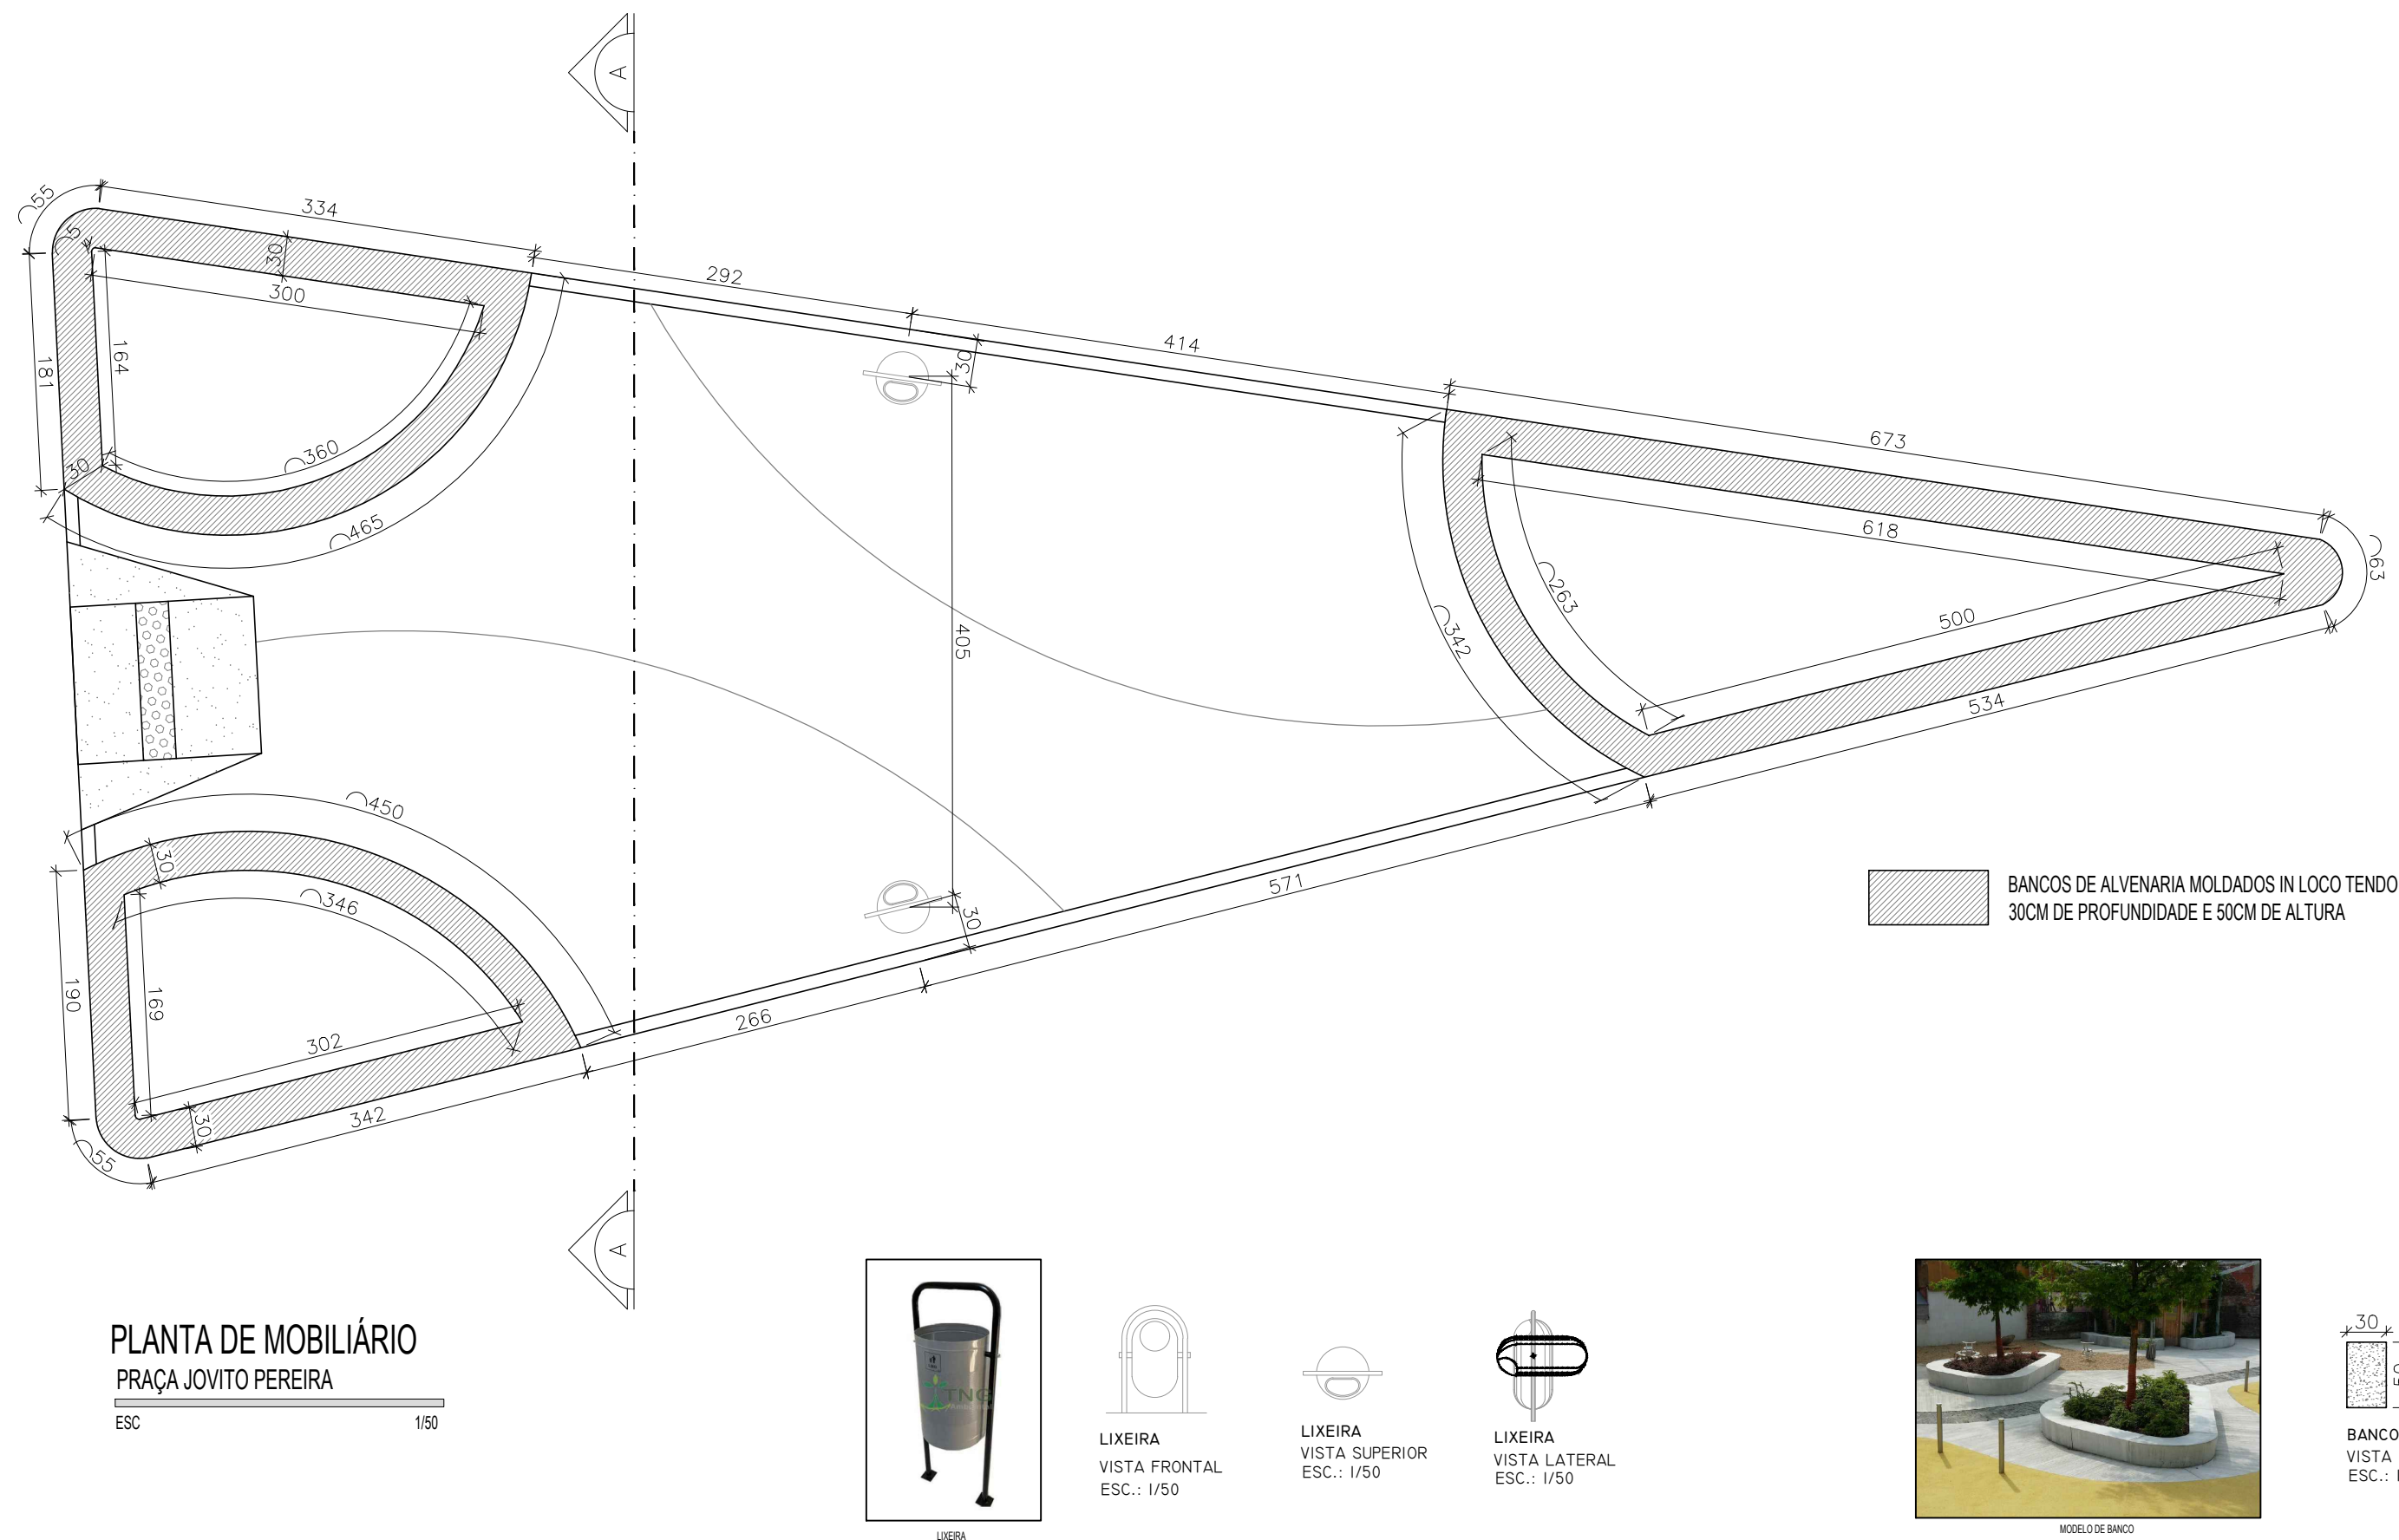 A
55
334
5
30
300
292
414
30
181
164
360
30
465
673
618
63
263
342
500
534
405
450
30
346
571
30
190
169
302
266
30
342
55
BANCOS DE ALVENARIA MOLDADOS IN LOCO TENDO
30CM DE PROFUNDIDADE E 50CM DE ALTURA
A
PLANTA DE MOBILIÁRIO
PRAÇA JOVITO PEREIRA
ESC 1/50
TNG
LIXEIRA
LIXEIRA
VISTA FRONTAL
ESC.: 1/50
LIXEIRA
VISTA SUPERIOR
ESC.: 1/50
LIXEIRA
VISTA LATERAL
ESC.: 1/50
MODELO DE BANCO
30
BANCO
VISTA
ESC.: